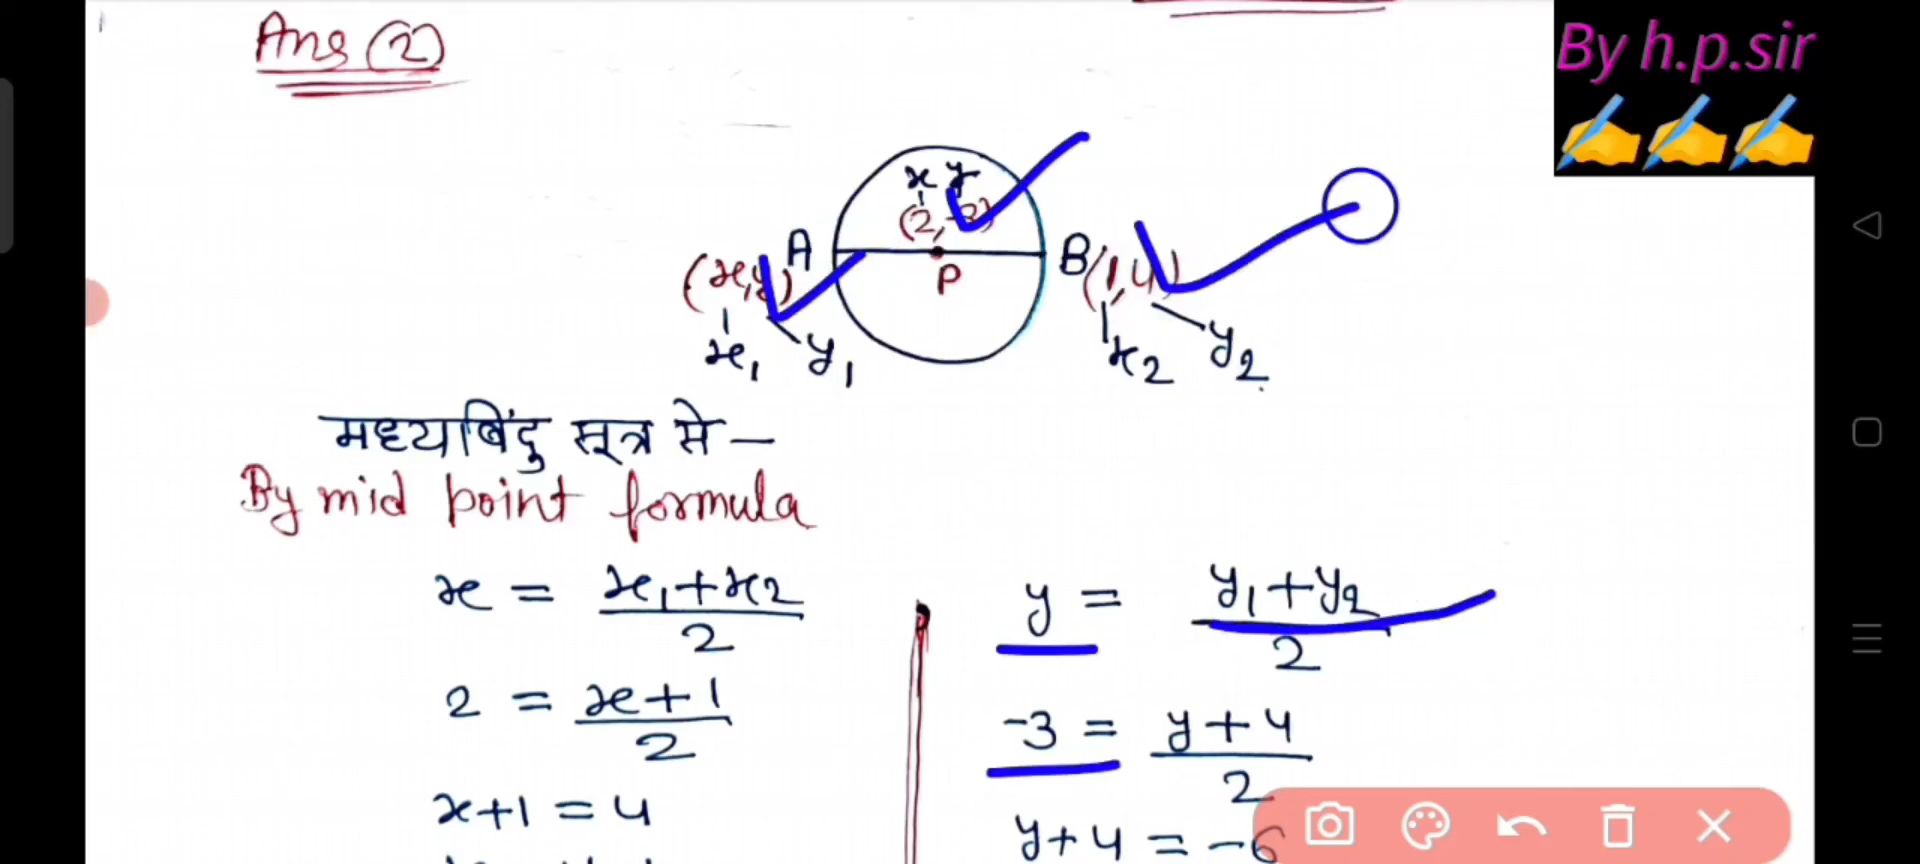 Ans (2)
By h.p.sir
x y
(2,-3)
A
B(1,4)
(x,y)
P
x₁ y₁
x₂ y₂
मध्यबिंदु सूत्र से –
By mid point formula
x = x₁+x₂/2
y = y₁+y₂/2
2 = x+1/2
-3 = y+4/2
x+1 = 4
y+4 = -6